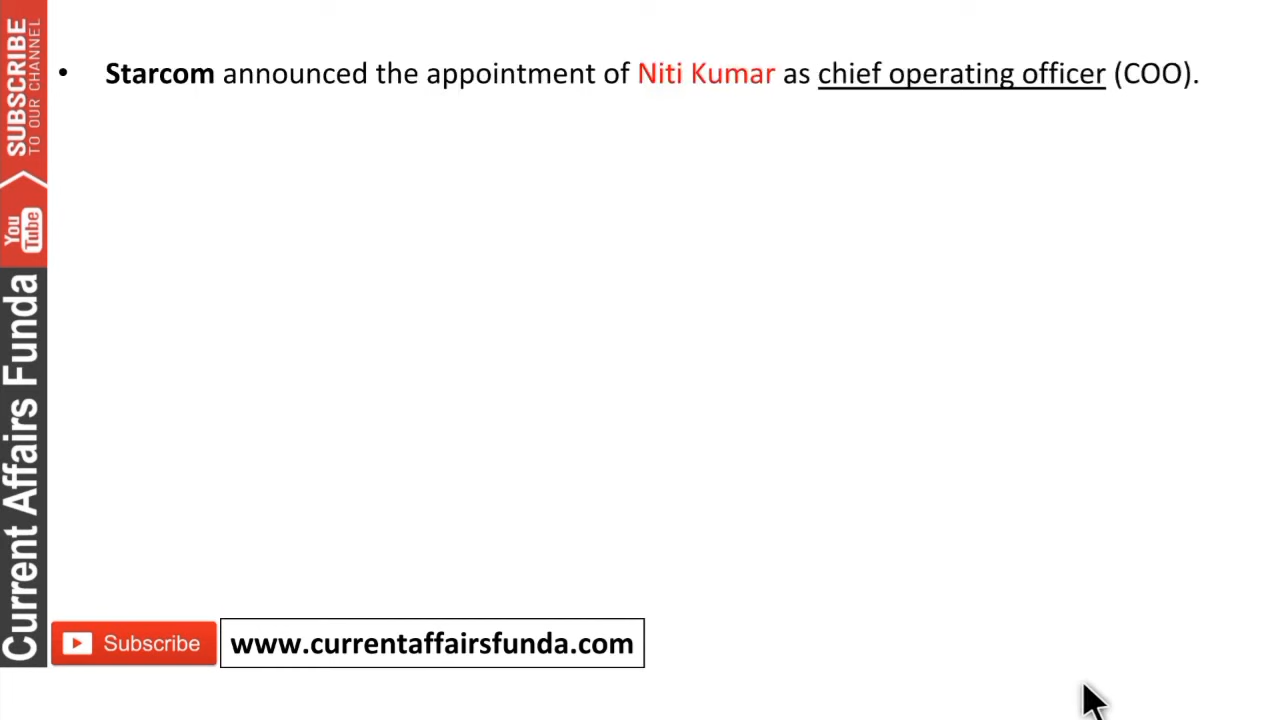 • Starcom announced the appointment of Niti Kumar as chief operating officer (COO).
SUBSCRIBE
TO OUR CHANNEL
You
Tube
Current Affairs Funda
Subscribe
www.currentaffairsfunda.com